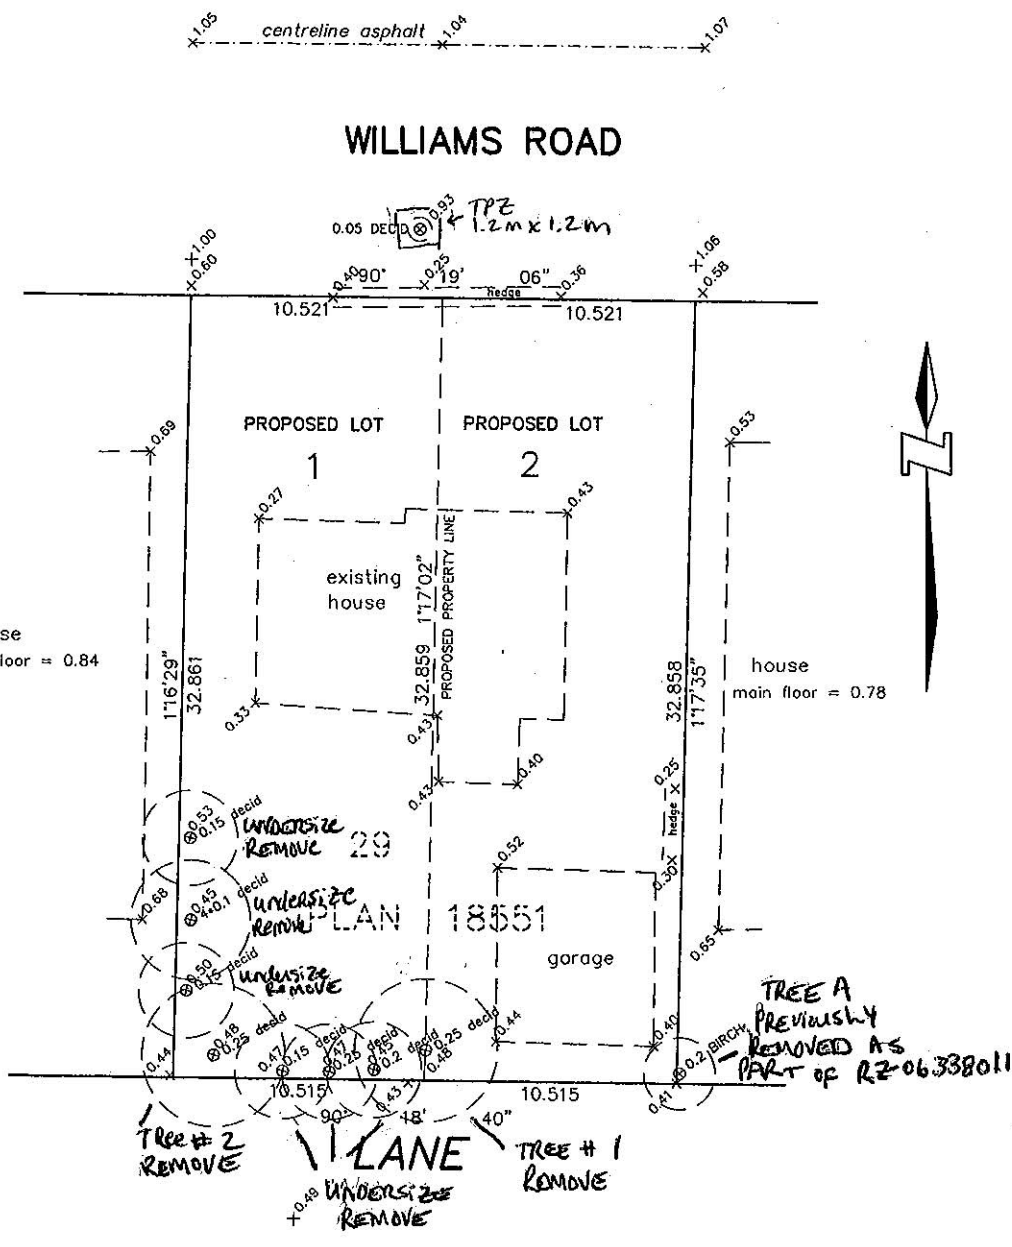 1.05
centreline asphalt
1.04
1.07
WILLIAMS ROAD
0.05 DECID
0.93
TPZ
1.2m x 1.2m
1.00
0.60
0.40
90°
0.25
19'
06"
0.36
1.06
0.58
hedge
10.521
10.521
0.69
PROPOSED LOT
1
PROPOSED LOT
2
0.53
0.27
0.43
existing
house
32.859 1°17'02"
PROPOSED PROPERTY LINE
se
loor = 0.84
1°16'29"
32.861
32.858
1°17'35"
house
main floor = 0.78
0.33
0.43
0.43
0.40
0.25
hedge
0.30
0.53
0.15 decid
UNDERSIZE
REMOVE
29
0.52
0.68
0.45
4+0.1 decid
undersize
remove
PLAN 18551
0.65
0.50
0.15 decid
undersize
REMOVE
garage
0.48
0.25 decid
0.44
0.47
0.15 decid
0.47
0.25 decid
0.45
0.2 decid
0.25 decid
0.48
0.44
0.40
0.2 BIRCH
0.41
TREE A
PREVIOUSLY
REMOVED AS
PART OF RZ-06338011
10.515
0.43
10.515
90°
18'
40"
TREE # 2
REMOVE
LANE
TREE # 1
REMOVE
0.49
UNDERSIZE
REMOVE